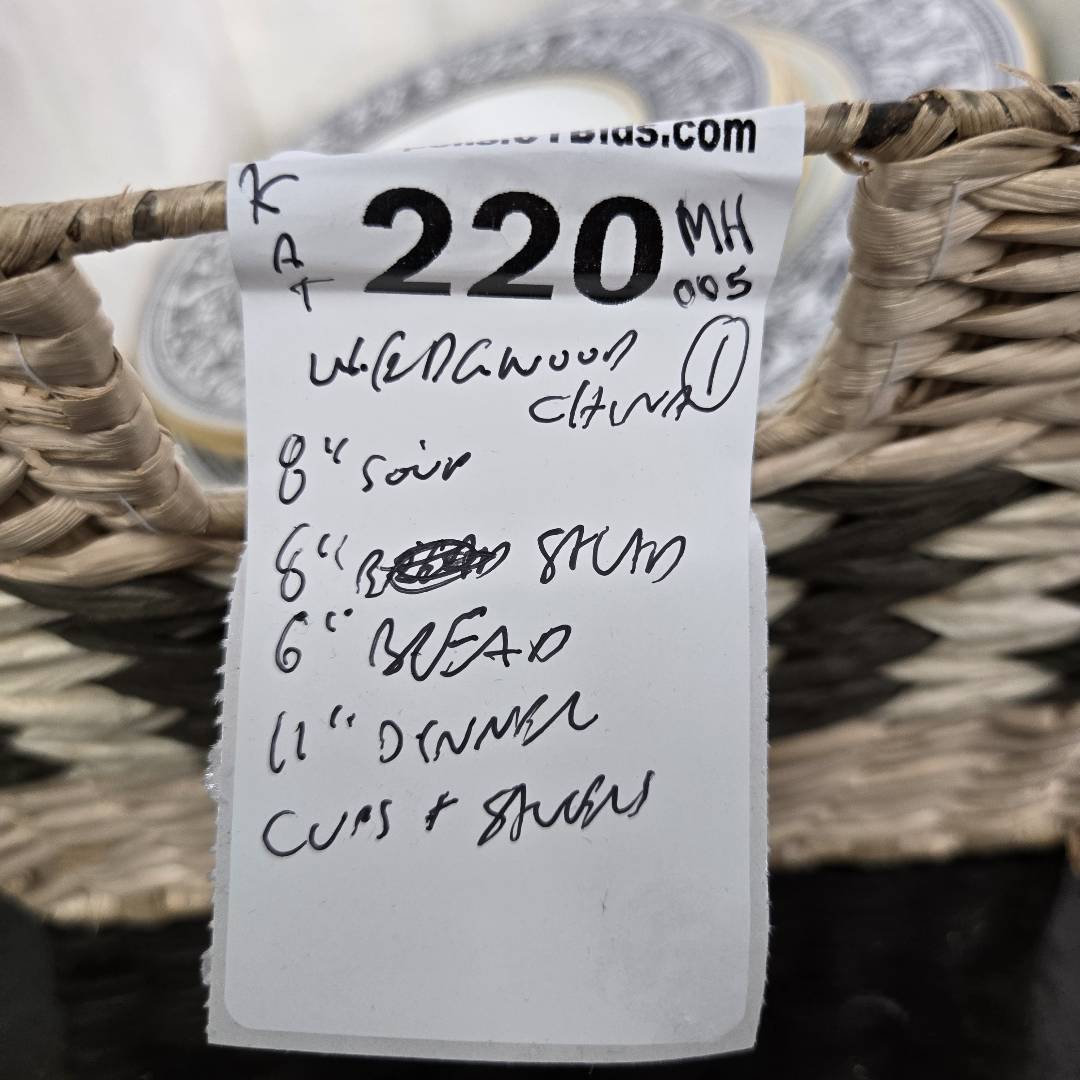 Bids.com
K
A
T
220
MH
005
WEDGWOOD
CHINA
1
8" SOUP
8" SALAD
6" BREAD
11" DINNER
CUPS + SAUCERS